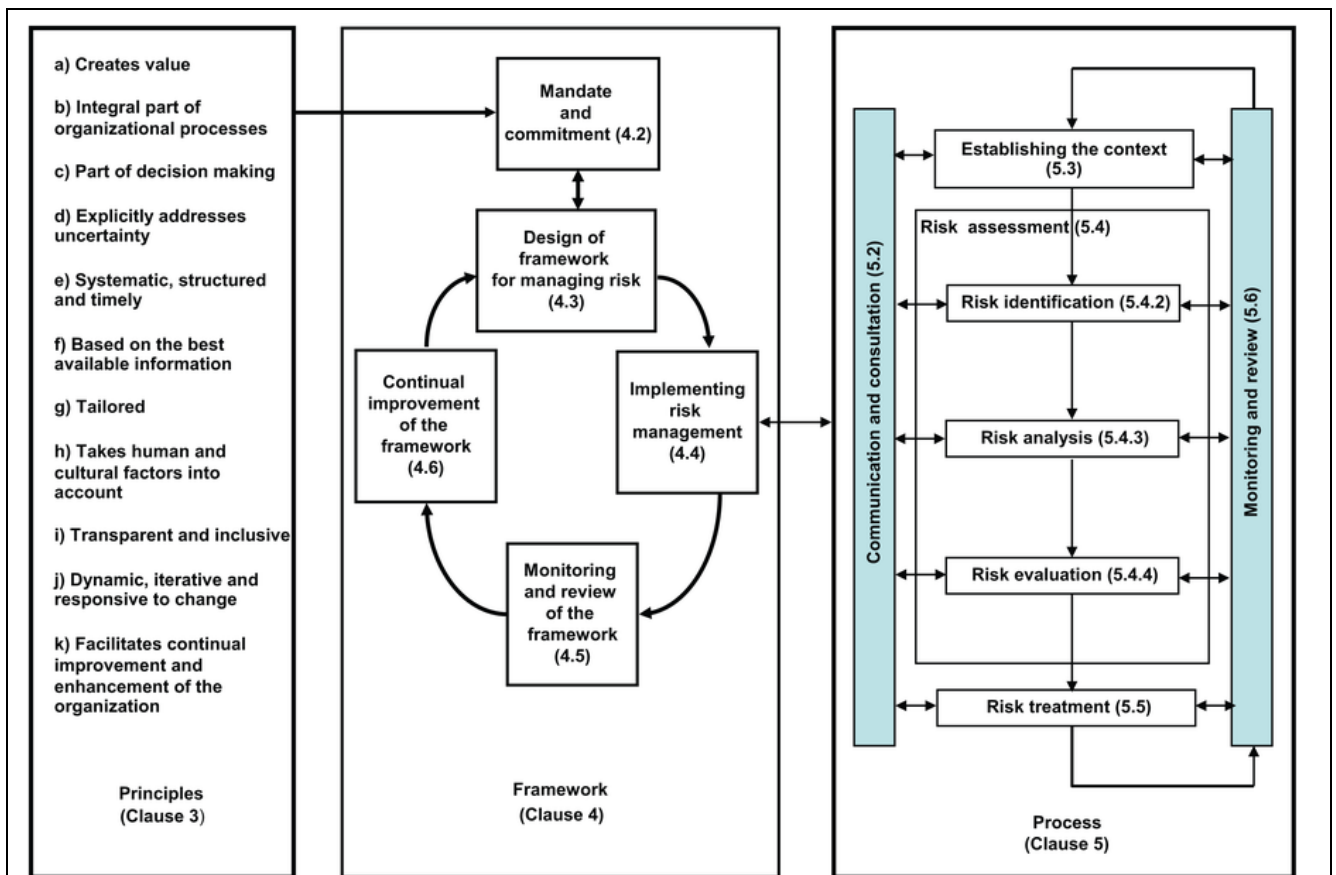 a) Creates value
b) Integral part of
organizational processes
c) Part of decision making
d) Explicitly addresses
uncertainty
e) Systematic, structured
and timely
f) Based on the best
available information
g) Tailored
h) Takes human and
cultural factors into
account
i) Transparent and inclusive
j) Dynamic, iterative and
responsive to change
k) Facilitates continual
improvement and
enhancement of the
organization
Principles
(Clause 3)
Mandate
and
commitment (4.2)
Design of
framework
for managing risk
(4.3)
Implementing
risk
management
(4.4)
Monitoring
and review
of the
framework
(4.5)
Continual
improvement
of the
framework
(4.6)
Framework
(Clause 4)
Communication and consultation (5.2)
Establishing the context
(5.3)
Risk assessment (5.4)
Risk identification (5.4.2)
Risk analysis (5.4.3)
Risk evaluation (5.4.4)
Risk treatment (5.5)
Monitoring and review (5.6)
Process
(Clause 5)